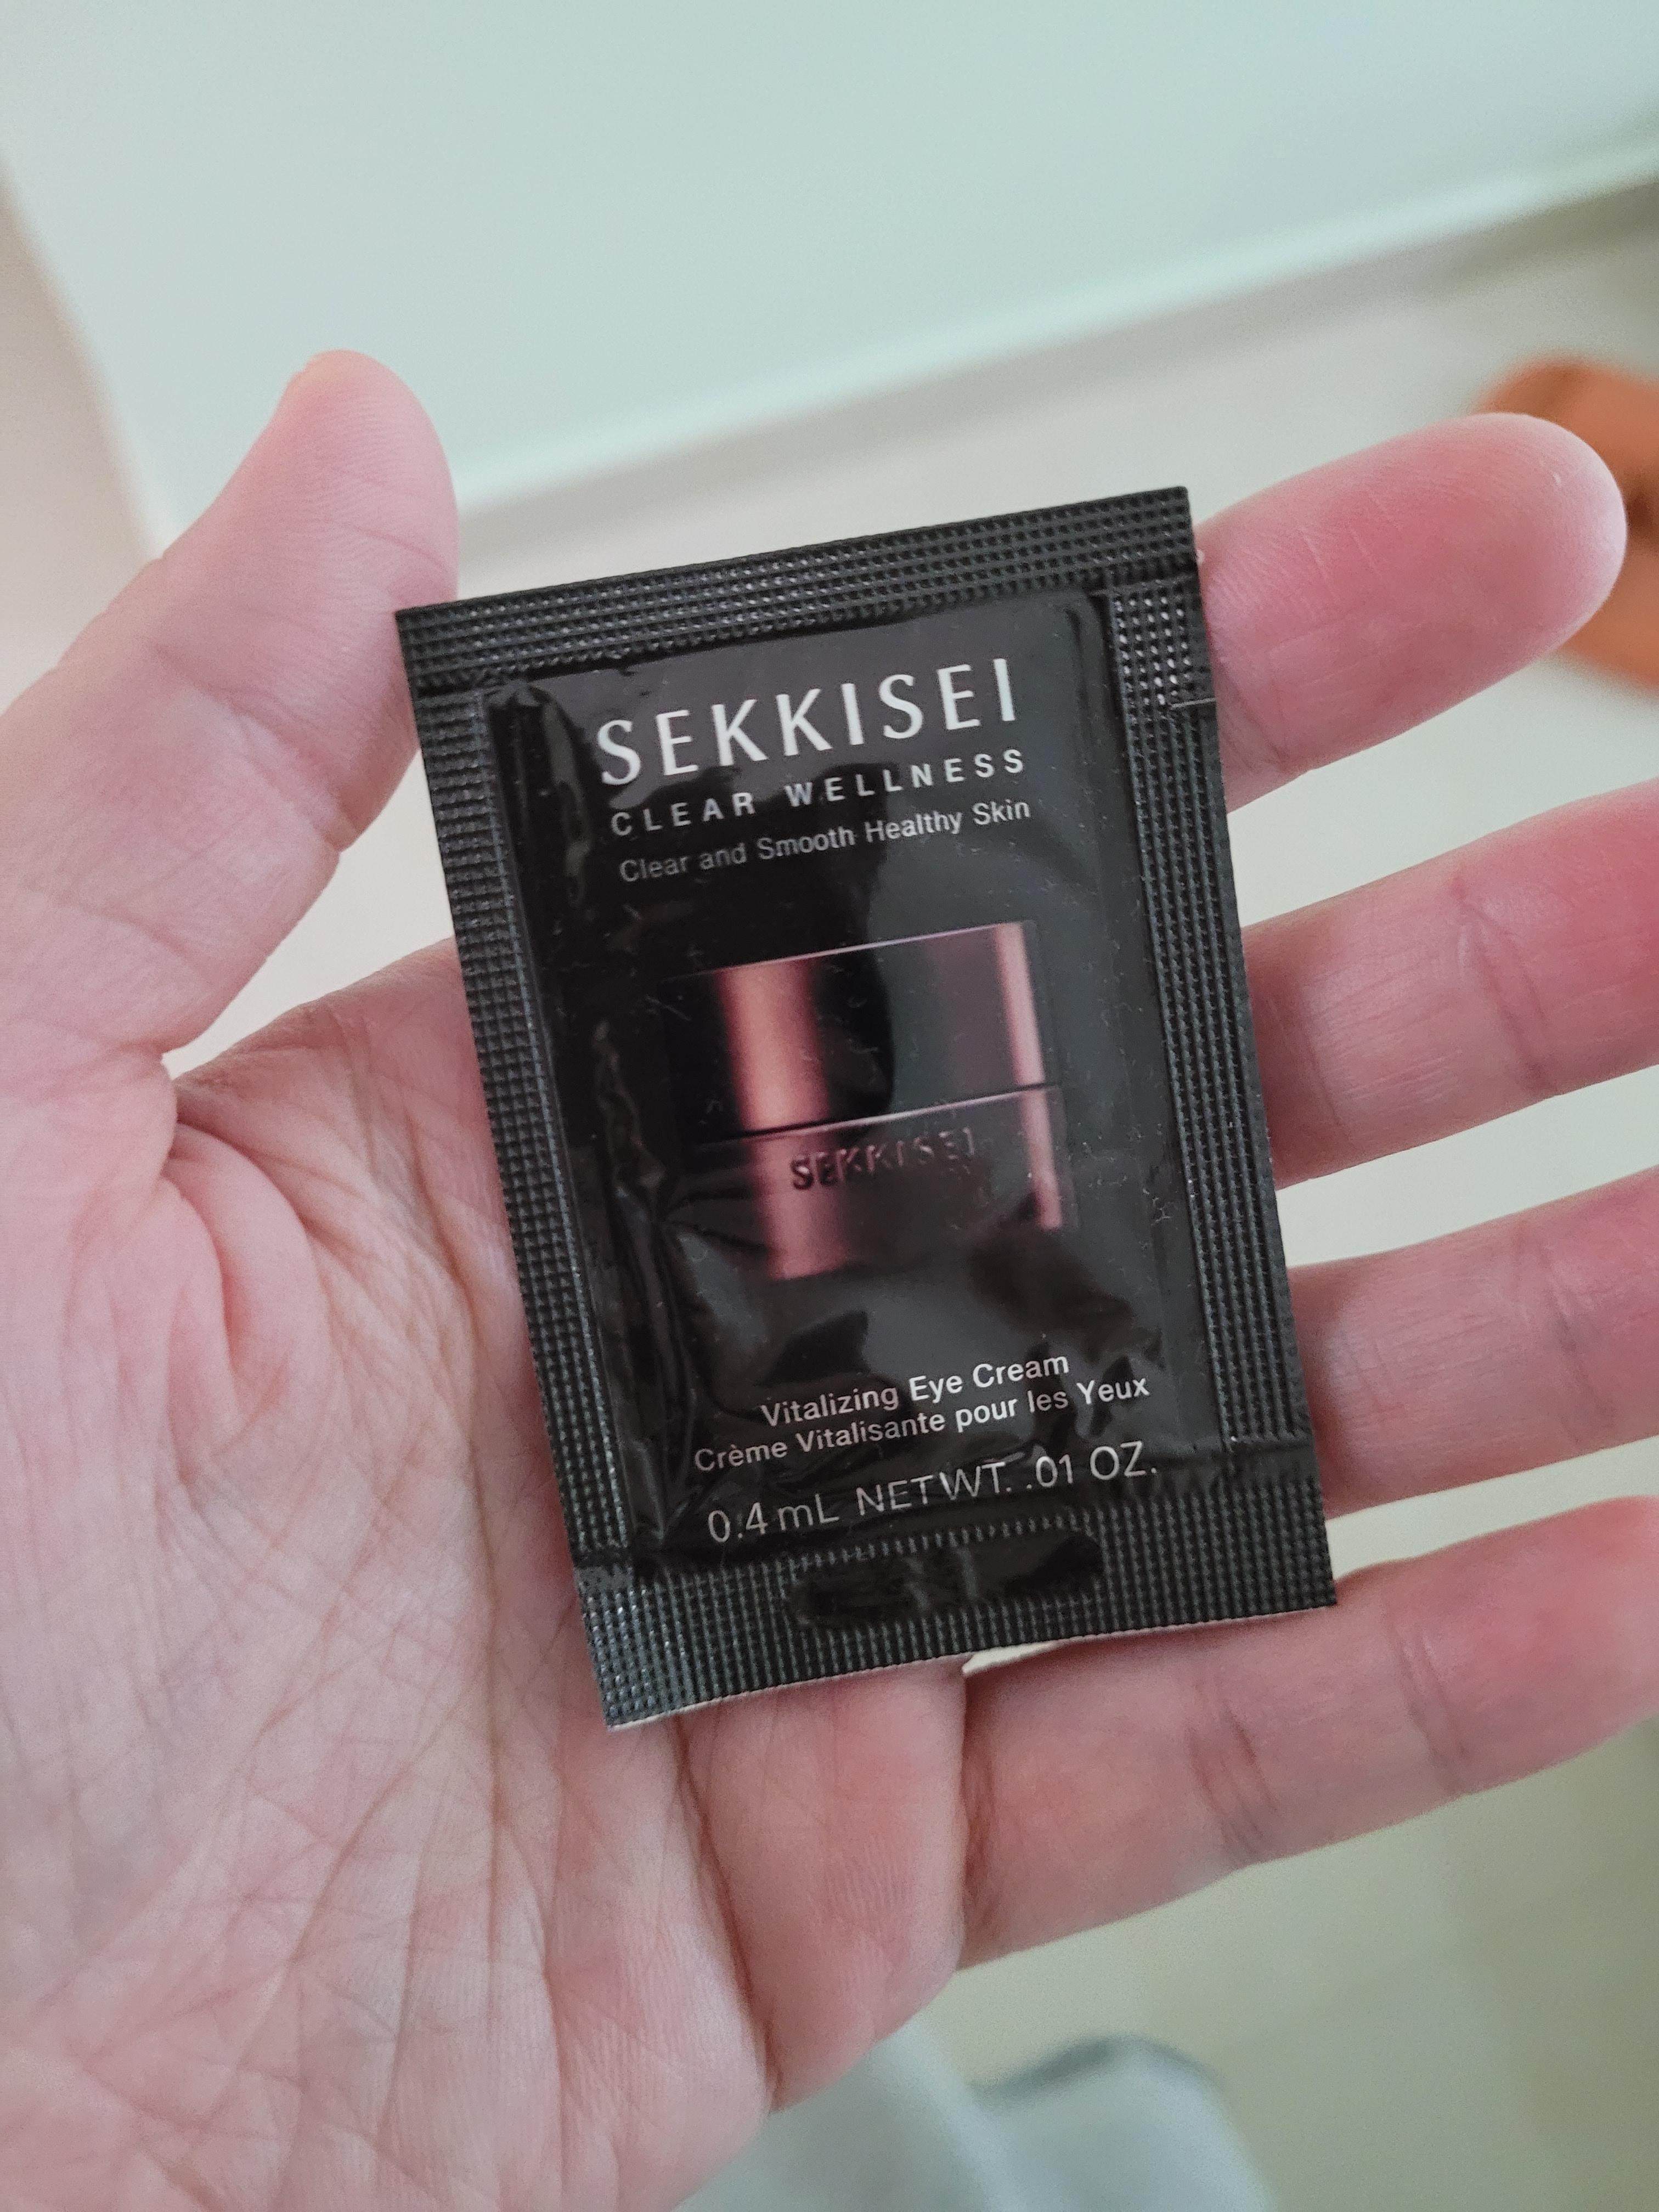 SEKKISEI
CLEAR WELLNESS
Clear and Smooth Healthy Skin
SEKKISEI
Vitalizing Eye Cream
Crème Vitalisante pour les Yeux
0.4 mL NET WT. .01 OZ.